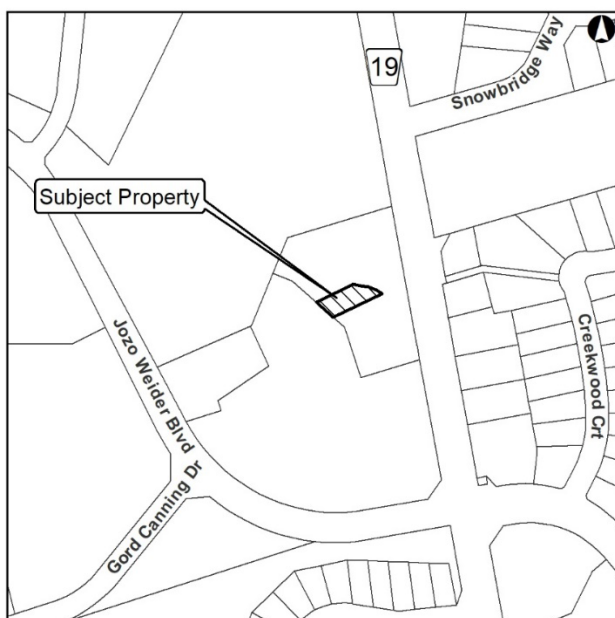 19
Snowbridge Way
Subject Property
Jozo Weider Blvd
Creekwood Crt
Gord Canning Dr